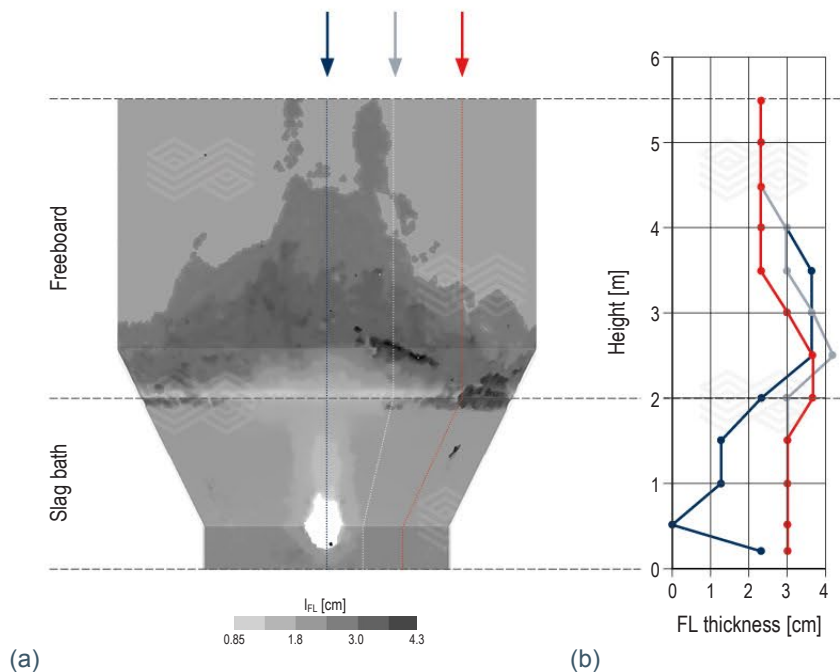 Freeboard
Slag bath
l_FL [cm]
0.85 1.8 3.0 4.3
(a)
6
5
4
3
2
1
0
Height [m]
0 1 2 3 4
FL thickness [cm]
(b)